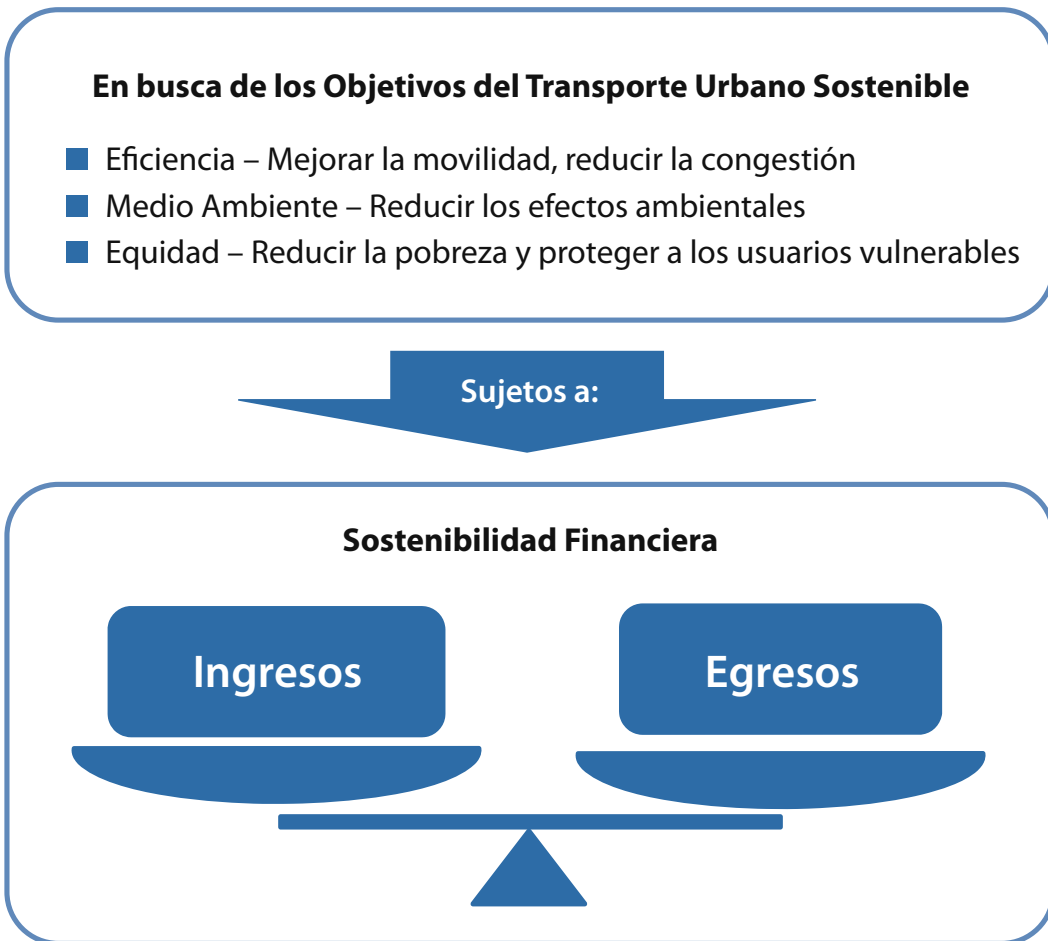 En busca de los Objetivos del Transporte Urbano Sostenible
Eficiencia – Mejorar la movilidad, reducir la congestión
Medio Ambiente – Reducir los efectos ambientales
Equidad – Reducir la pobreza y proteger a los usuarios vulnerables
Sujetos a:
Sostenibilidad Financiera
Ingresos
Egresos